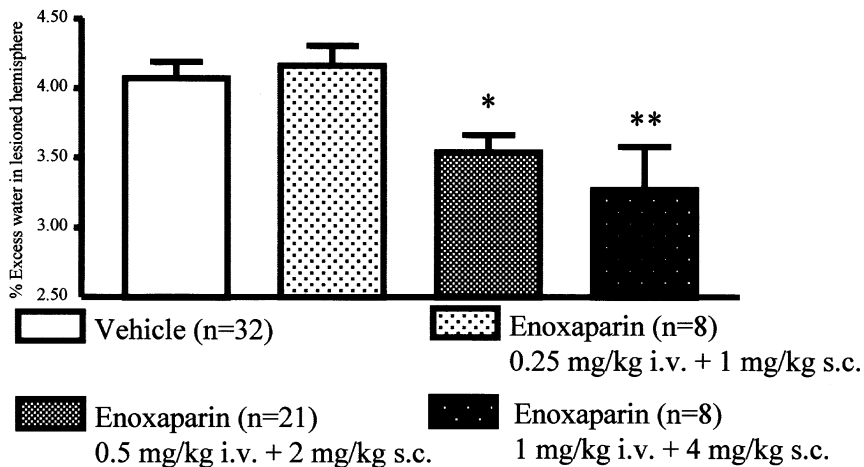 % Excess water in lesioned hemisphere
4.50
4.00
3.50
3.00
2.50
*
**
Vehicle (n=32)
Enoxaparin (n=8)
0.25 mg/kg i.v. + 1 mg/kg s.c.
Enoxaparin (n=21)
0.5 mg/kg i.v. + 2 mg/kg s.c.
Enoxaparin (n=8)
1 mg/kg i.v. + 4 mg/kg s.c.